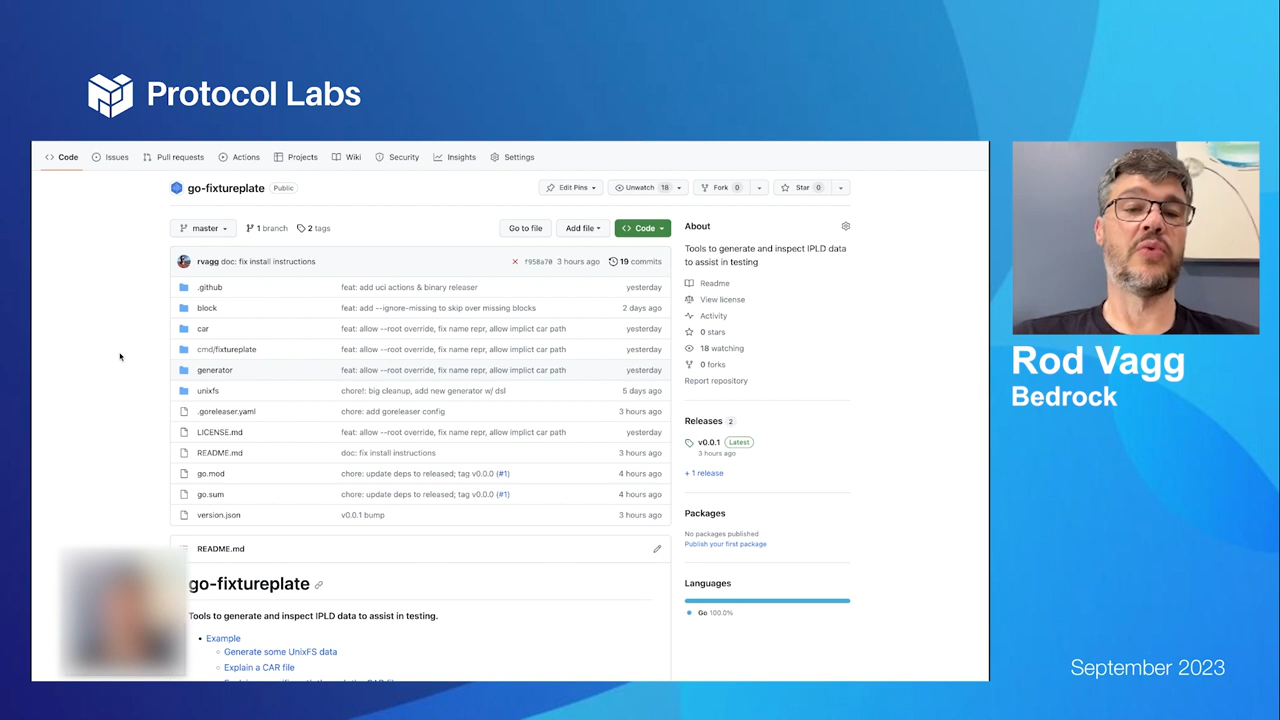 Protocol Labs
Code Issues Pull requests Actions Projects Wiki Security Insights Settings
go-fixtureplate Public
Edit Pins Unwatch 18 Fork 0 Star 0
master 1 branch 2 tags Go to file Add file Code
rvagg doc: fix install instructions f958a70 3 hours ago 19 commits
.github feat: add uci actions & binary releaser yesterday
block feat: add --ignore-missing to skip over missing blocks 2 days ago
car feat: allow --root override, fix name repr, allow implict car path yesterday
cmd/fixtureplate feat: allow --root override, fix name repr, allow implict car path yesterday
generator feat: allow --root override, fix name repr, allow implict car path yesterday
unixfs chore!: big cleanup, add new generator w/ dsl 5 days ago
.goreleaser.yaml chore: add goreleaser config 3 hours ago
LICENSE.md feat: allow --root override, fix name repr, allow implict car path yesterday
README.md doc: fix install instructions 3 hours ago
go.mod chore: update deps to released; tag v0.0.0 (#1) 4 hours ago
go.sum chore: update deps to released; tag v0.0.0 (#1) 4 hours ago
version.json v0.0.1 bump 3 hours ago
README.md
go-fixtureplate
Tools to generate and inspect IPLD data to assist in testing.
Example
Generate some UnixFS data
Explain a CAR file
About
Tools to generate and inspect IPLD data
to assist in testing
Readme
View license
Activity
0 stars
18 watching
0 forks
Report repository
Releases 2
v0.0.1 Latest
3 hours ago
+ 1 release
Packages
No packages published
Publish your first package
Languages
Go 100.0%
Rod Vagg
Bedrock
September 2023